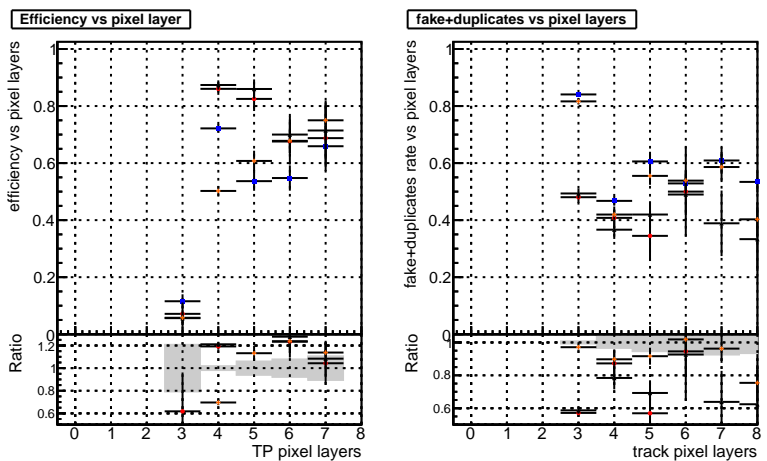 Efficiency vs pixel layer
fake+duplicates vs pixel layers
efficiency vs pixel layers
1
0.8
0.6
0.4
0.2
0
Ratio
1.2
1
0.8
0.6
0 1 2 3 4 5 6 7 8
TP pixel layers
fake+duplicates rate vs pixel layers
1
0.8
0.6
0.4
0.2
0
Ratio
0.8
0.6
0 1 2 3 4 5 6 7 8
track pixel layers